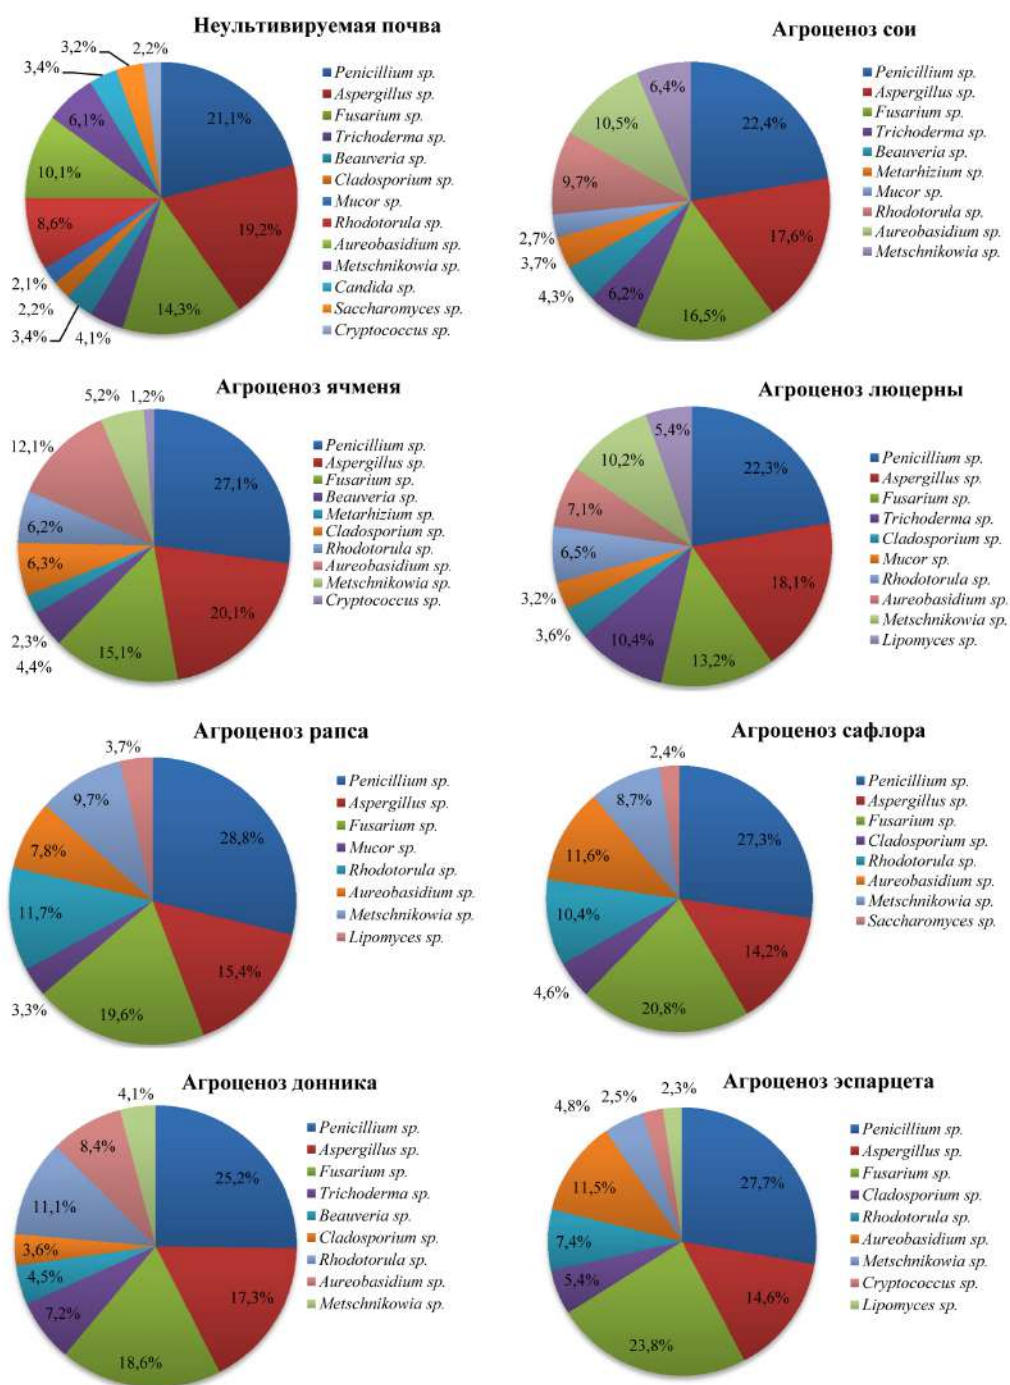 Неультивируемая почва
3,2%
2,2%
3,4%
6,1%
21,1%
10,1%
8,6%
19,2%
2,1%
2,2%
3,4%
4,1%
14,3%
Penicillium sp.
Aspergillus sp.
Fusarium sp.
Trichoderma sp.
Beauveria sp.
Cladosporium sp.
Mucor sp.
Rhodotorula sp.
Aureobasidium sp.
Metschnikowia sp.
Candida sp.
Saccharomyces sp.
Cryptococcus sp.
Агроценоз сои
6,4%
10,5%
22,4%
9,7%
2,7%
17,6%
3,7%
4,3%
6,2%
16,5%
Penicillium sp.
Aspergillus sp.
Fusarium sp.
Trichoderma sp.
Beauveria sp.
Metarhizium sp.
Mucor sp.
Rhodotorula sp.
Aureobasidium sp.
Metschnikowia sp.
Агроценоз ячменя
5,2%
1,2%
12,1%
27,1%
6,2%
6,3%
20,1%
2,3%
4,4%
15,1%
Penicillium sp.
Aspergillus sp.
Fusarium sp.
Beauveria sp.
Metarhizium sp.
Cladosporium sp.
Rhodotorula sp.
Aureobasidium sp.
Metschnikowia sp.
Cryptococcus sp.
Агроценоз люцерны
5,4%
10,2%
22,3%
7,1%
6,5%
18,1%
3,2%
3,6%
10,4%
13,2%
Penicillium sp.
Aspergillus sp.
Fusarium sp.
Trichoderma sp.
Cladosporium sp.
Mucor sp.
Rhodotorula sp.
Aureobasidium sp.
Metschnikowia sp.
Lipomyces sp.
Агроценоз рапса
3,7%
9,7%
28,8%
7,8%
11,7%
15,4%
3,3%
19,6%
Penicillium sp.
Aspergillus sp.
Fusarium sp.
Mucor sp.
Rhodotorula sp.
Aureobasidium sp.
Metschnikowia sp.
Lipomyces sp.
Агроценоз сафлора
2,4%
8,7%
27,3%
11,6%
10,4%
14,2%
4,6%
20,8%
Penicillium sp.
Aspergillus sp.
Fusarium sp.
Cladosporium sp.
Rhodotorula sp.
Aureobasidium sp.
Metschnikowia sp.
Saccharomyces sp.
Агроценоз донника
4,1%
8,4%
25,2%
11,1%
3,6%
4,5%
17,3%
7,2%
18,6%
Penicillium sp.
Aspergillus sp.
Fusarium sp.
Trichoderma sp.
Beauveria sp.
Cladosporium sp.
Rhodotorula sp.
Aureobasidium sp.
Metschnikowia sp.
Агроценоз эспарцета
4,8%
2,5%
2,3%
11,5%
27,7%
7,4%
5,4%
14,6%
23,8%
Penicillium sp.
Aspergillus sp.
Fusarium sp.
Cladosporium sp.
Rhodotorula sp.
Aureobasidium sp.
Metschnikowia sp.
Cryptococcus sp.
Lipomyces sp.